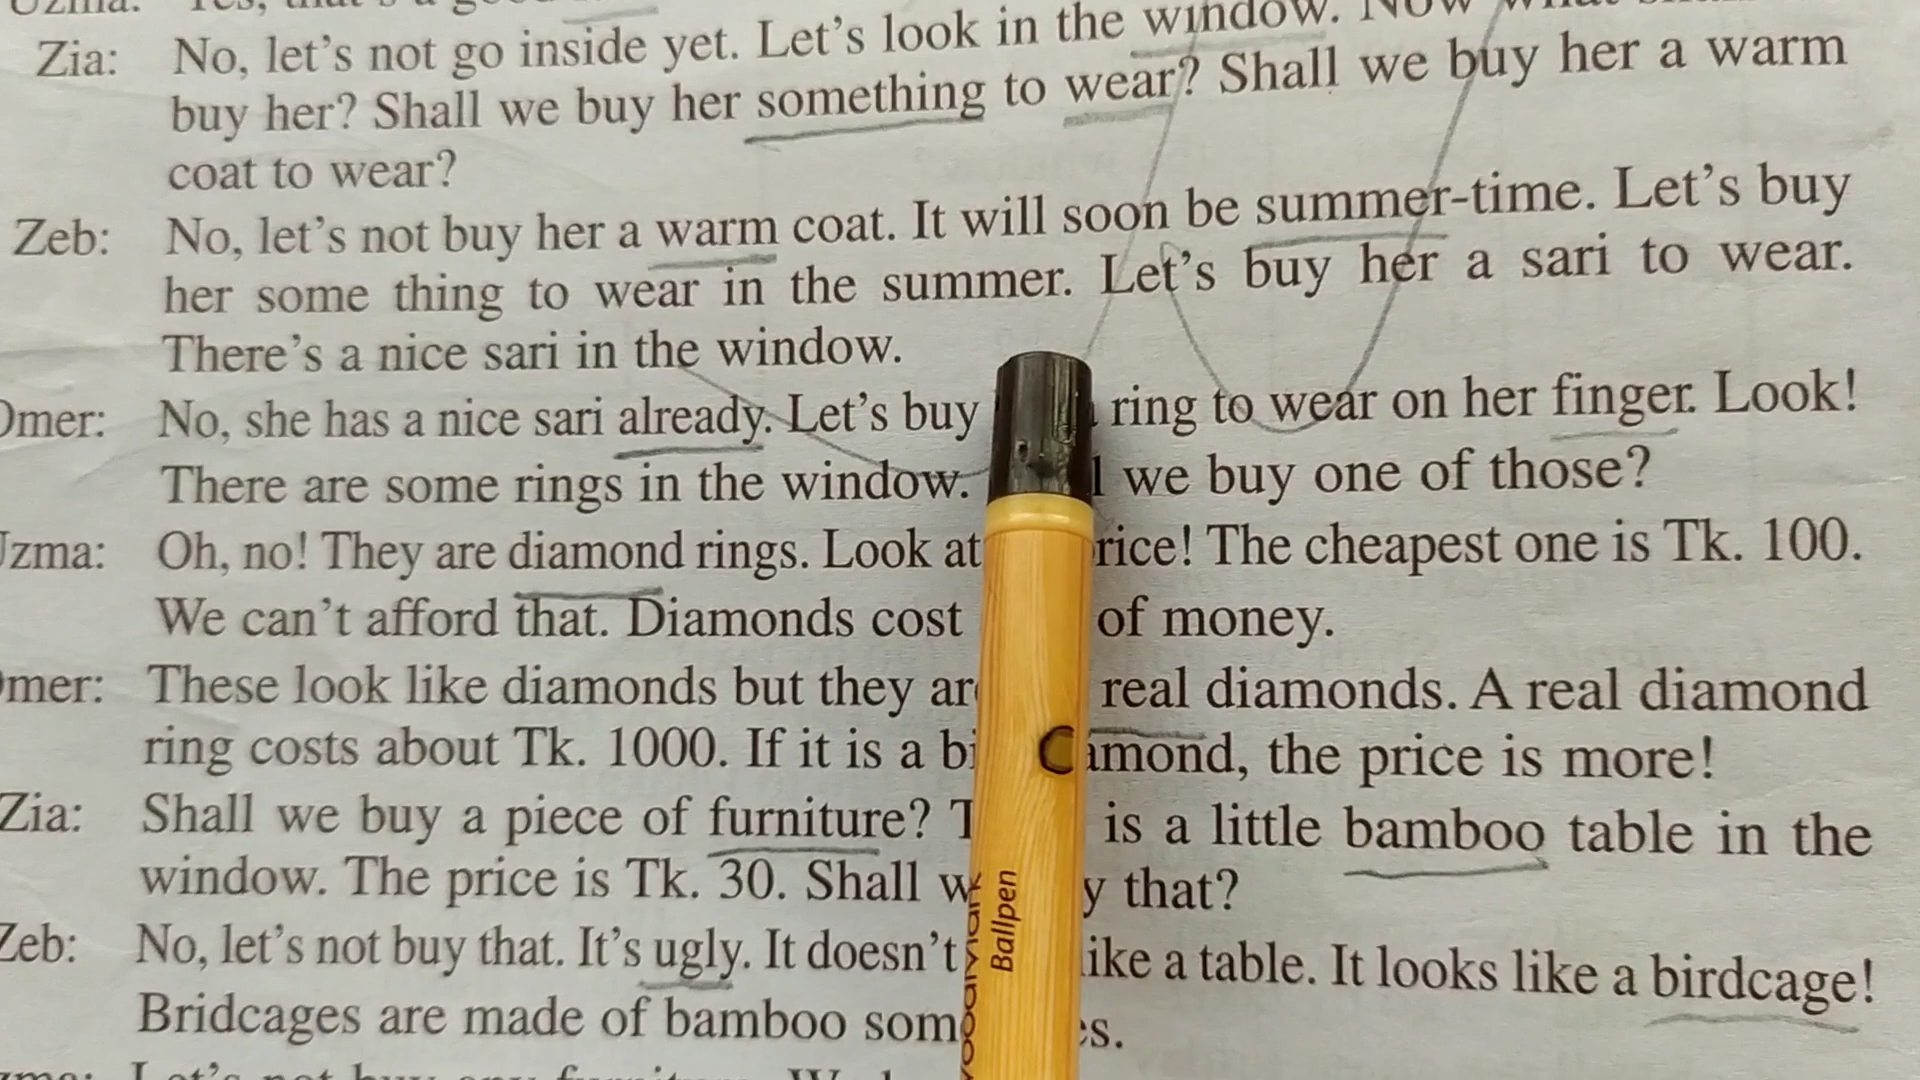 Zia: No, let's not go inside yet. Let's look in the window. Now
buy her? Shall we buy her something to wear? Shall we buy her a warm
coat to wear?
Zeb: No, let's not buy her a warm coat. It will soon be summer-time. Let's buy
her some thing to wear in the summer. Let's buy her a sari to wear.
There's a nice sari in the window.
Omer: No, she has a nice sari already. Let's buy ring to wear on her finger. Look!
There are some rings in the window. we buy one of those?
Uzma: Oh, no! They are diamond rings. Look at The cheapest one is Tk. 100.
We can't afford that. Diamonds cost of money.
Omer: These look like diamonds but they real diamonds. A real diamond
ring costs about Tk. 1000. If it is a the price is more!
Zia: Shall we buy a piece of furniture? is a little bamboo table in the
window. The price is Tk. 30. Shall that?
Zeb: No, let's not buy that. It's ugly. It doesn't like a table. It looks like a birdcage!
Bridcages are made of bamboo
Ballpen